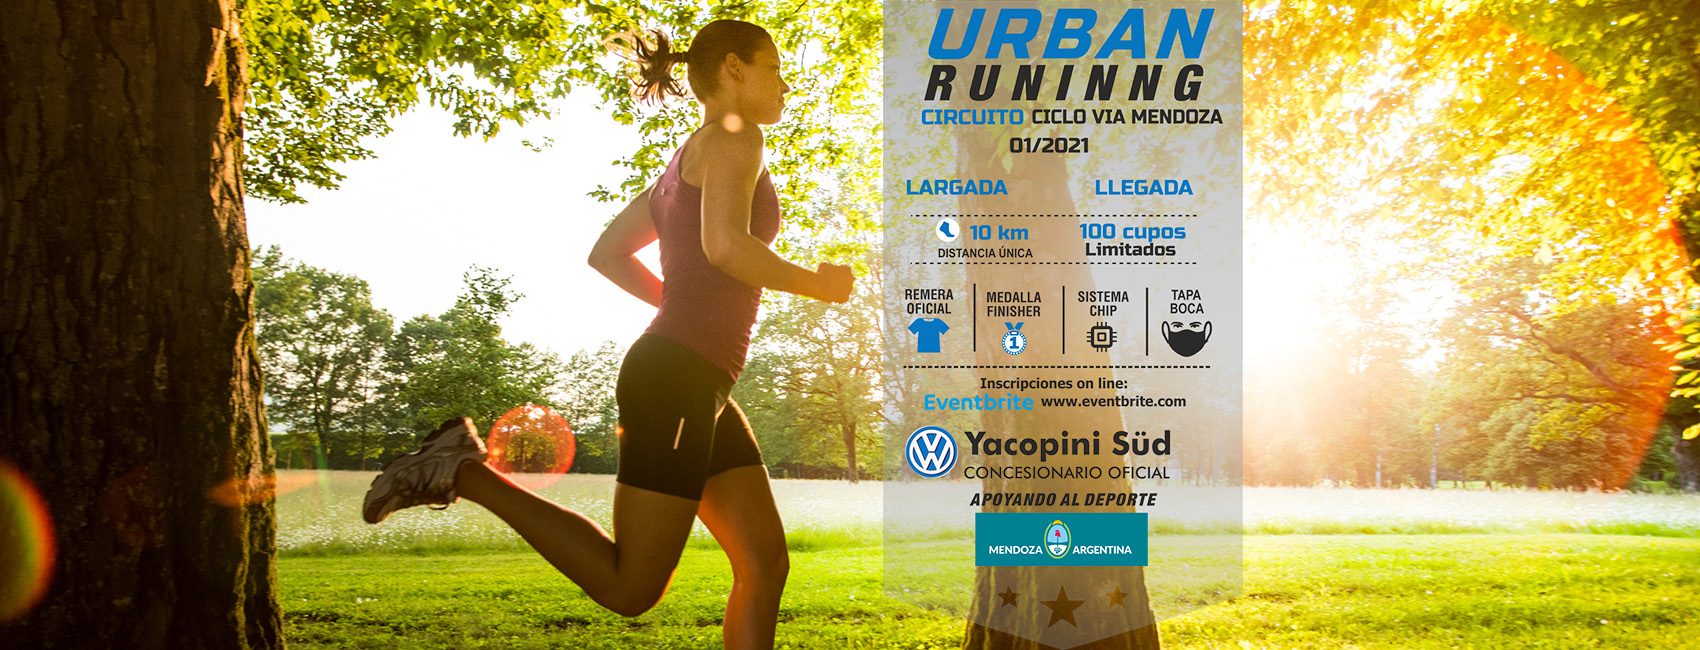 URBAN
RUNINNG
CIRCUITO CICLO VIA MENDOZA
01/2021
LARGADA LLEGADA
10 km 100 cupos
DISTANCIA ÚNICA Limitados
REMERA OFICIAL
MEDALLA FINISHER
1
SISTEMA CHIP
TAPA BOCA
Inscripciones on line:
Eventbrite www.eventbrite.com
VW Yacopini Süd
CONCESIONARIO OFICIAL
APOYANDO AL DEPORTE
MENDOZA ARGENTINA